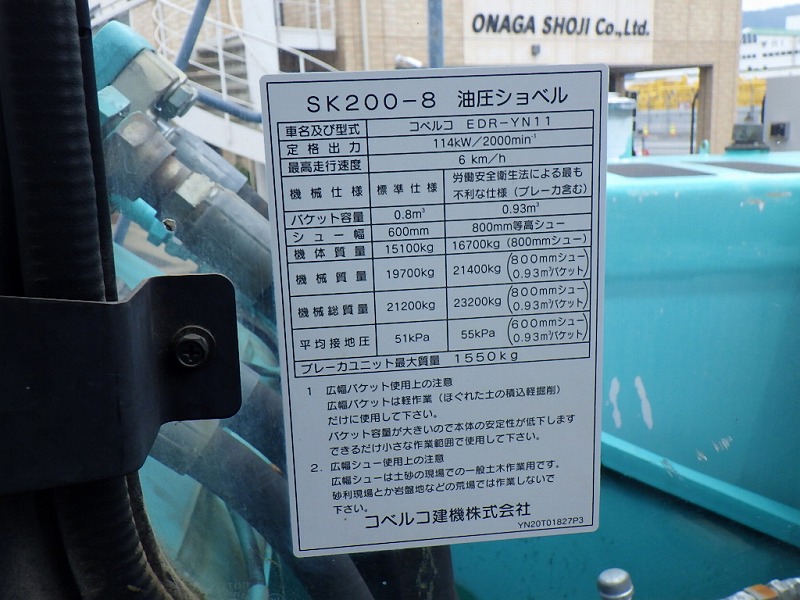 ONAGA SHOJI Co.,Ltd.
SK200-8 油圧ショベル
車名及び型式 コベルコ EDR-YN11
定格出力 114kW/2000min⁻¹
最高走行速度 6 km/h
機械仕様 標準仕様 労働安全衛生法による最も
不利な仕様(ブレーカ含む)
バケット容量 0.8m³ 0.93m³
シュー幅 600mm 800mm等高シュー
機体質量 15100kg 16700kg (800mmシュー)
機械質量 19700kg 21400kg (800mmシュー
0.93m³バケット)
機械総質量 21200kg 23200kg (800mmシュー
0.93m³バケット)
平均接地圧 51kPa 55kPa (600mmシュー
0.93m³バケット)
ブレーカユニット最大質量 1550kg
1 広幅バケット使用上の注意
広幅バケットは軽作業(ほぐれた土の積込軽掘削)
だけに使用して下さい。
バケット容量が大きいので本体の安定性が低下します
できるだけ小さな作業範囲で使用して下さい。
2. 広幅シュー使用上の注意
広幅シューは土砂の現場での一般土木作業用です。
砂利現場とか岩盤地などの荒場では作業しないで
下さい。
コベルコ建機株式会社
YN20T01827P3